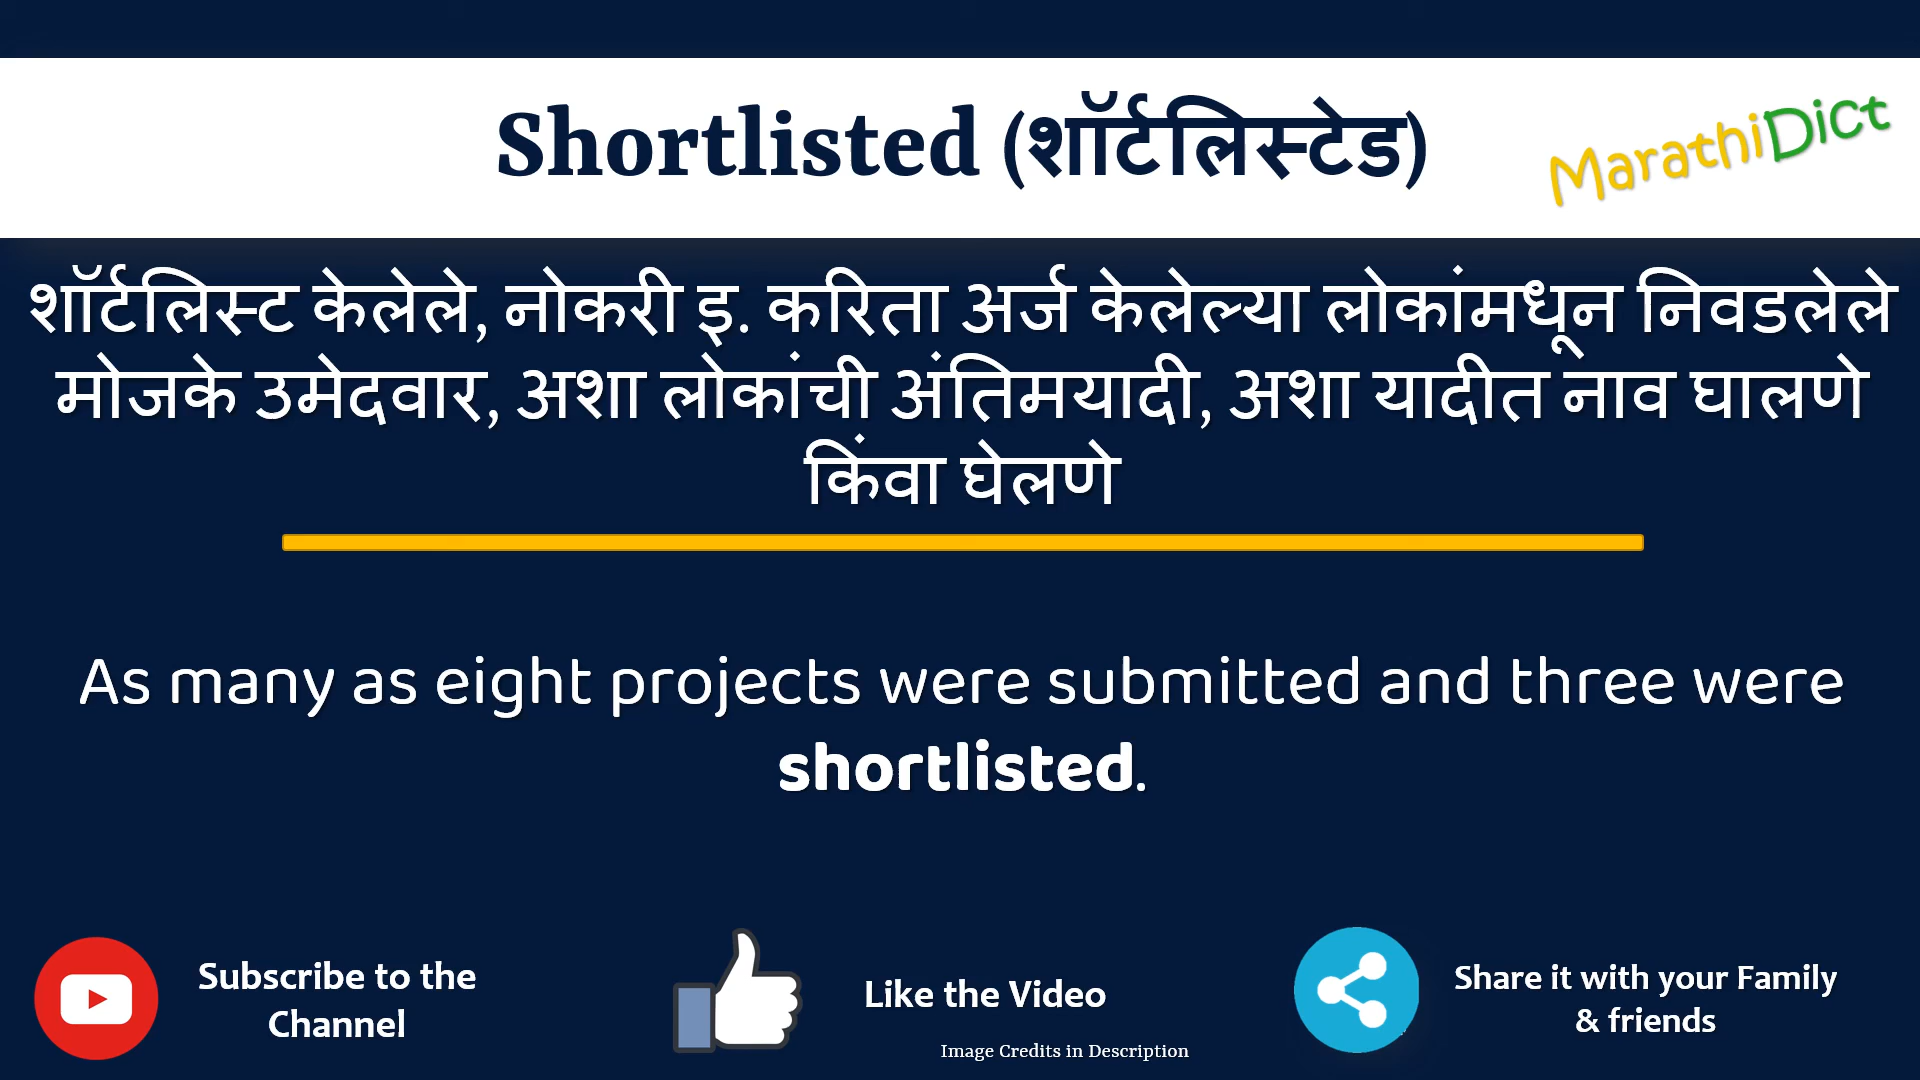 Shortlisted (शॉर्टलिस्टेड)
MarathiDict
शॉर्टलिस्ट केलेले, नोकरी इ. करिता अर्ज केलेल्या लोकांमधून निवडलेले
मोजके उमेदवार, अशा लोकांची अंतिमयादी, अशा यादीत नाव घालणे
किंवा घेलणे
As many as eight projects were submitted and three were
shortlisted.
Subscribe to the
Channel
Like the Video
Image Credits in Description
Share it with your Family
& friends